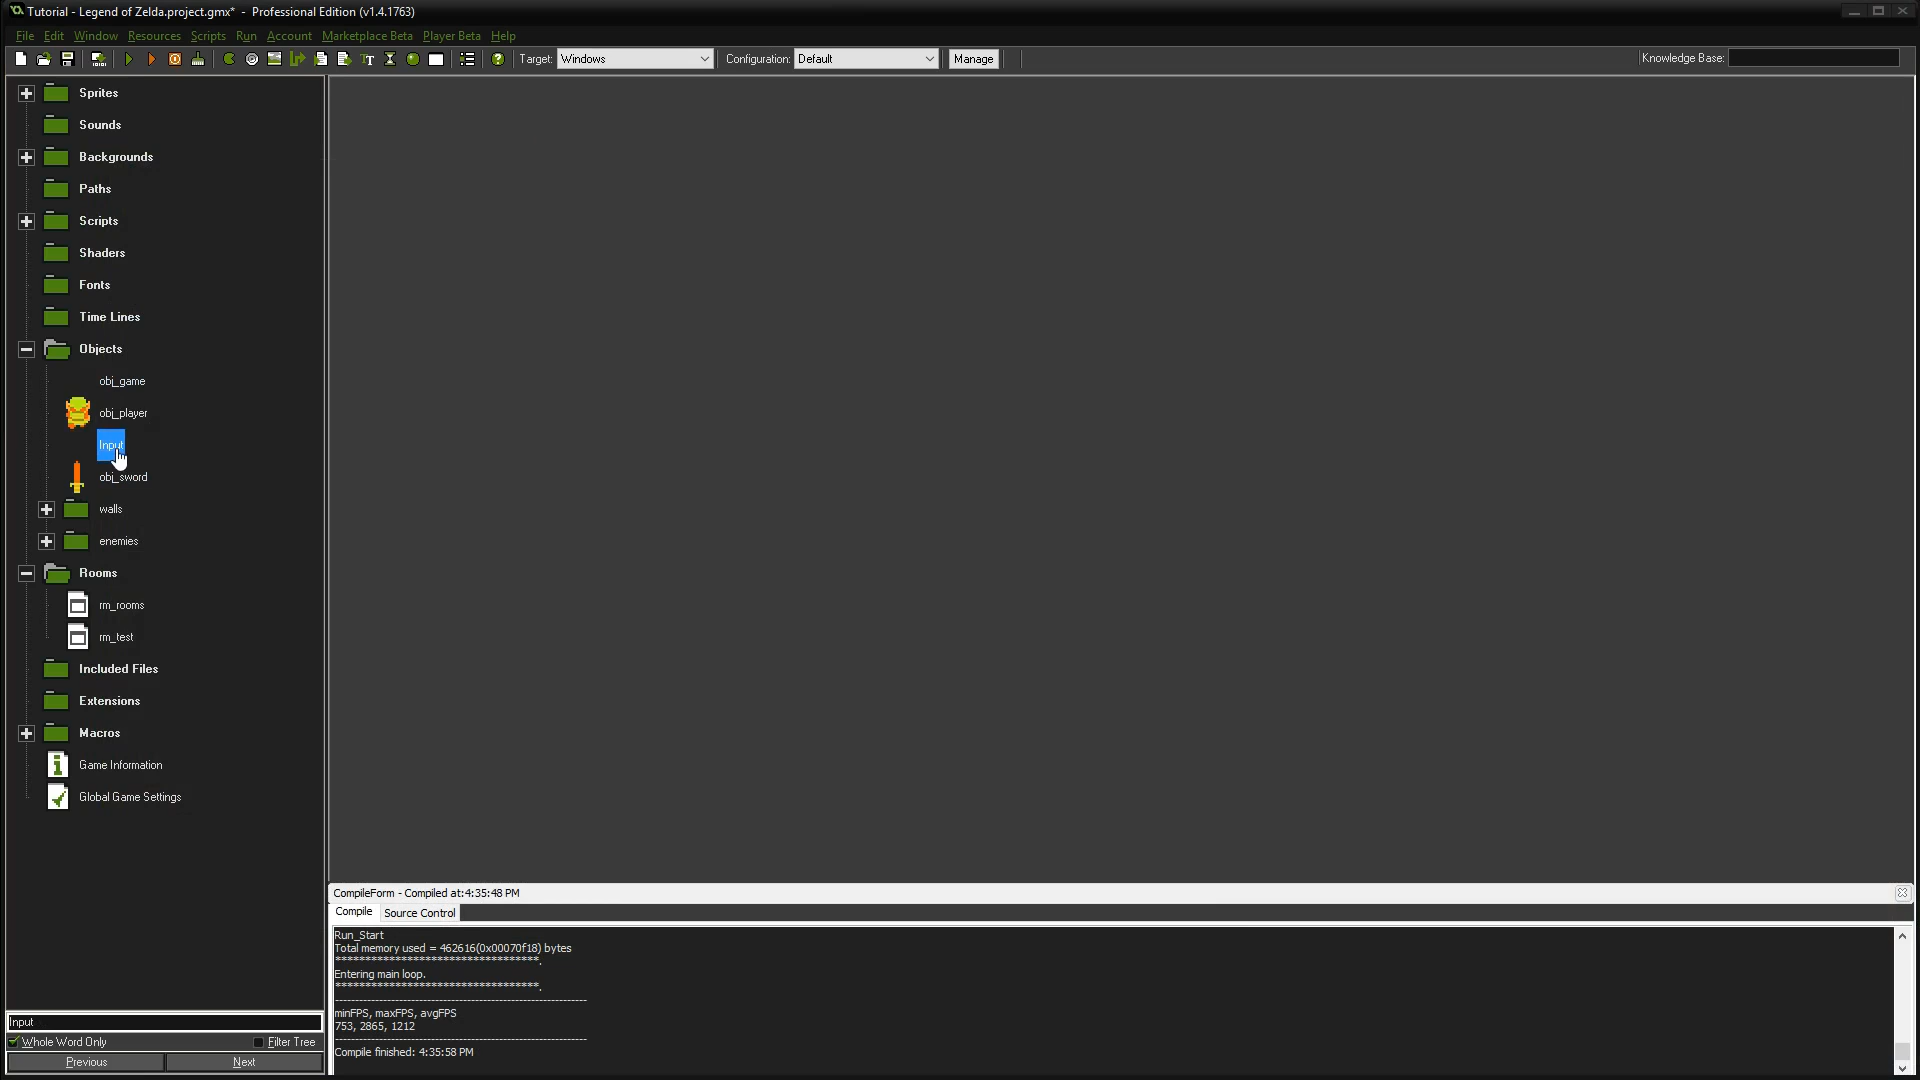 Tutorial - Legend of Zelda.project.gmx* - Professional Edition (v1.4.1763)
File Edit Window Resources Scripts Run Account Marketplace Beta Player Beta Help
Target: Windows Configuration: Default Manage Knowledge Base:
Sprites
Sounds
Backgrounds
Paths
Scripts
Shaders
Fonts
Time Lines
Objects
obj_game
obj_player
Input
obj_sword
walls
enemies
Rooms
rm_rooms
rm_test
Included Files
Extensions
Macros
Game Information
Global Game Settings
Input
Whole Word Only Filter Tree
Previous Next
CompileForm - Compiled at:4:35:48 PM
Compile Source Control
Run_Start
Total memory used = 462616(0x00070f18) bytes
***********************************.
Entering main loop.
***********************************.
---------------------------------------------------------------
minFPS, maxFPS, avgFPS
753, 2865, 1212
---------------------------------------------------------------
Compile finished: 4:35:58 PM